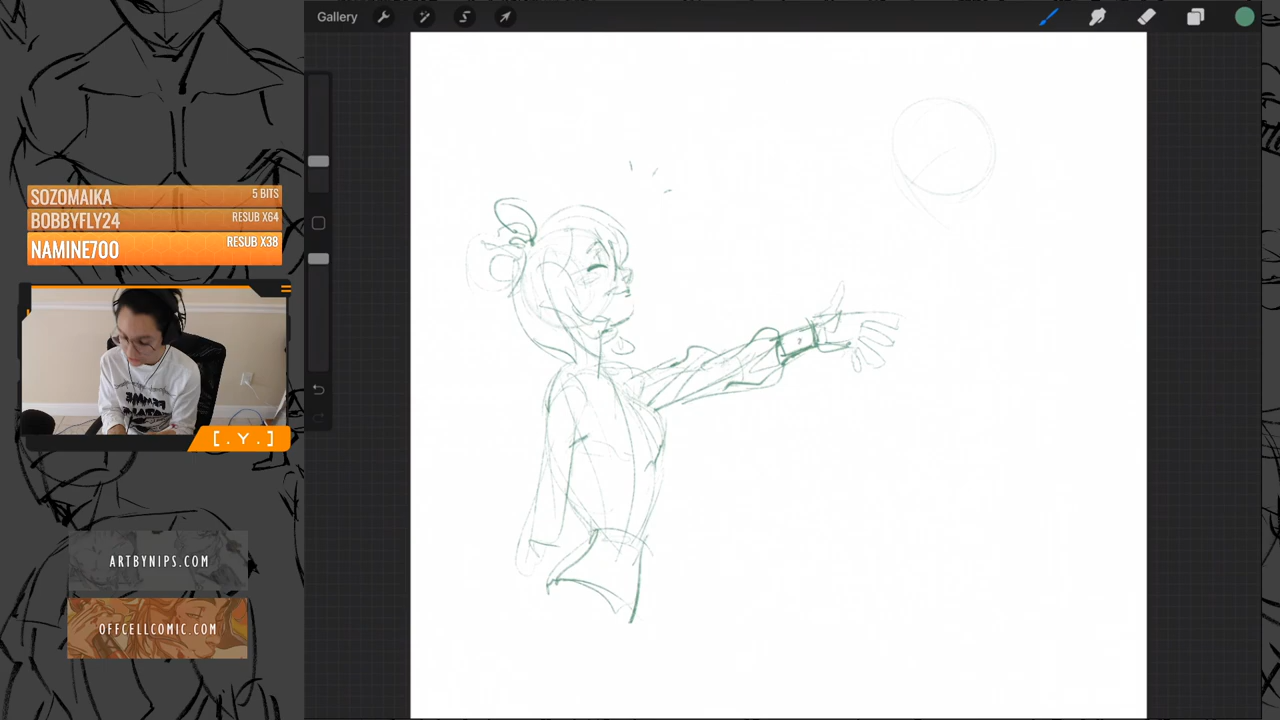 Gallery
SOZOMAIKA 5 BITS
BOBBYFLY24 RESUB X64
NAMINE700 RESUB X38
[ . Y . ]
ARTBYNIPS.COM
OFFCELLCOMIC.COM